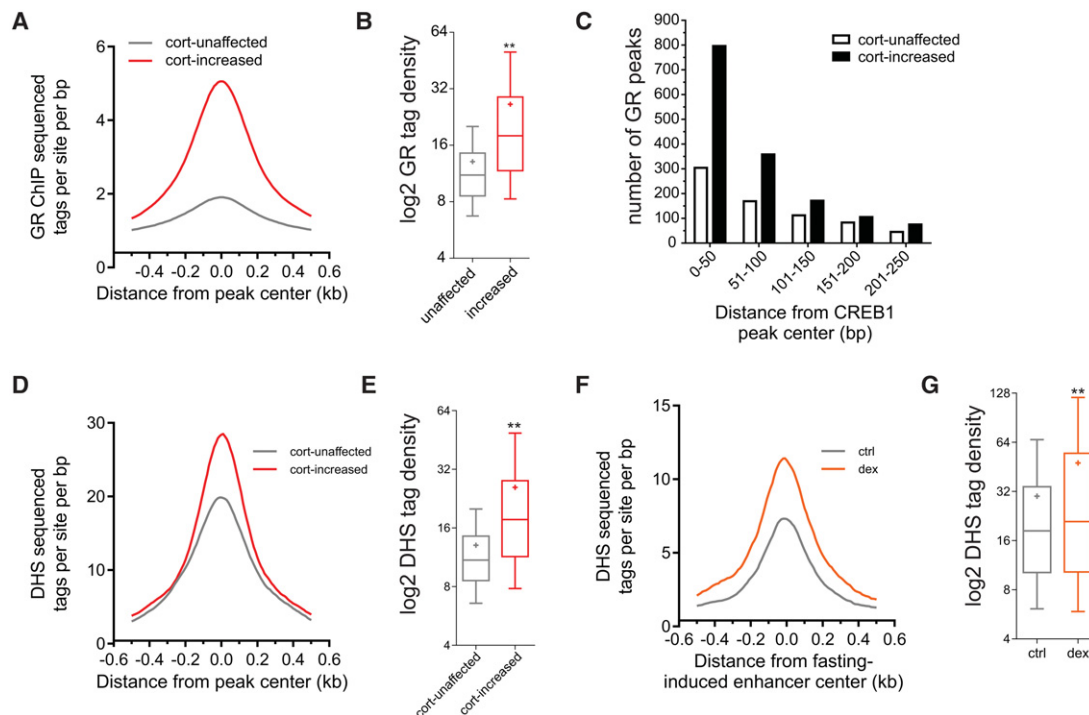 A
cort-unaffected
cort-increased
GR ChIP sequenced
tags per site per bp
6
4
2
0
-0.4 -0.2 0.0 0.2 0.4 0.6
Distance from peak center (kb)
B
log2 GR tag density
64
32
16
8
4
**
unaffected
increased
C
cort-unaffected
cort-increased
number of GR peaks
900
800
700
600
500
400
300
200
100
0
0-50
51-100
101-150
151-200
201-250
Distance from CREB1
peak center (bp)
D
cort-unaffected
cort-increased
DHS sequenced
tags per site per bp
30
20
10
0
-0.6 -0.4 -0.2 0.0 0.2 0.4 0.6
Distance from peak center (kb)
E
log2 DHS tag density
64
32
16
8
4
**
cort-unaffected
cort-increased
F
ctrl
dex
DHS sequenced
tags per site per bp
15
10
5
0
-0.6 -0.4 -0.2 0.0 0.2 0.4 0.6
Distance from fasting-
induced enhancer center (kb)
G
log2 DHS tag density
128
64
32
16
8
4
**
ctrl dex